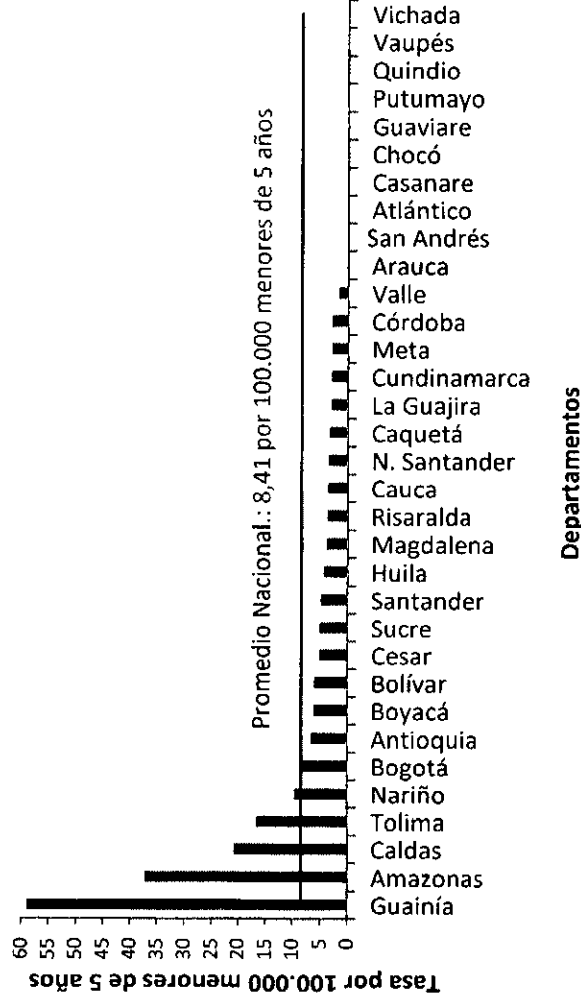 Tasa por 100.000 menores de 5 años
60
55
50
45
40
35
30
25
20
15
10
5
0
Promedio Nacional.: 8,41 por 100.000 menores de 5 años
Guainía
Amazonas
Caldas
Tolima
Nariño
Bogotá
Antioquia
Boyacá
Bolívar
Cesar
Sucre
Santander
Huila
Magdalena
Risaralda
Cauca
N. Santander
Caquetá
La Guajira
Cundinamarca
Meta
Córdoba
Valle
Arauca
San Andrés
Atlántico
Casanare
Chocó
Guaviare
Putumayo
Quindio
Vaupés
Vichada
Departamentos